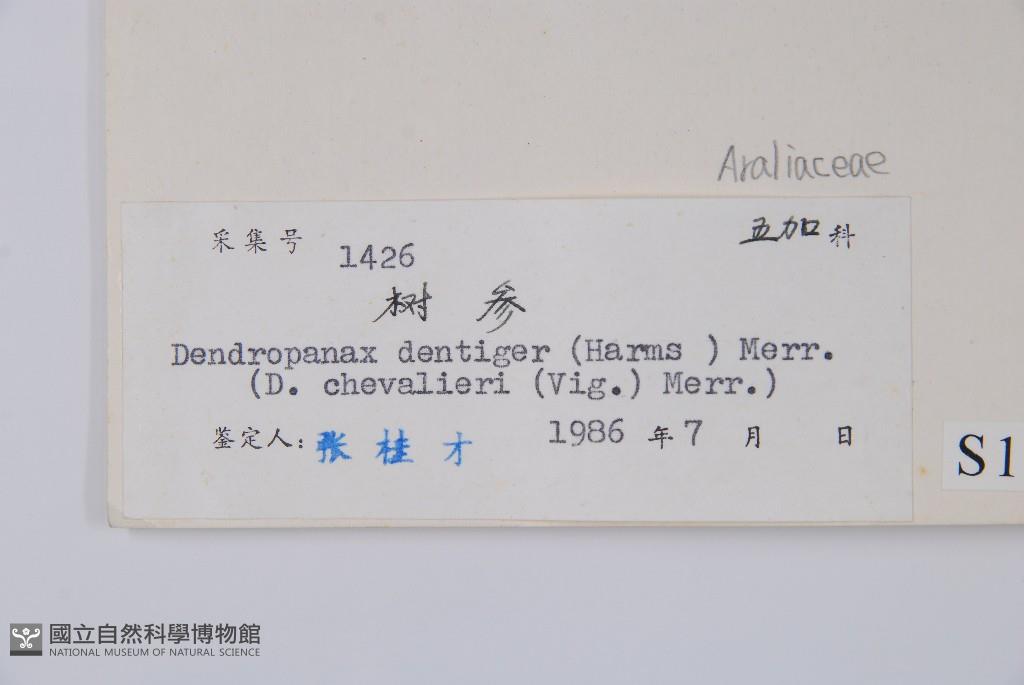 Araliaceae
采集号 1426 五加科
树参
Dendropanax dentiger (Harms ) Merr.
(D. chevalieri (Vig.) Merr.)
鉴定人: 张桂才 1986 年 7 月 日
S1
國立自然科學博物館
NATIONAL MUSEUM OF NATURAL SCIENCE